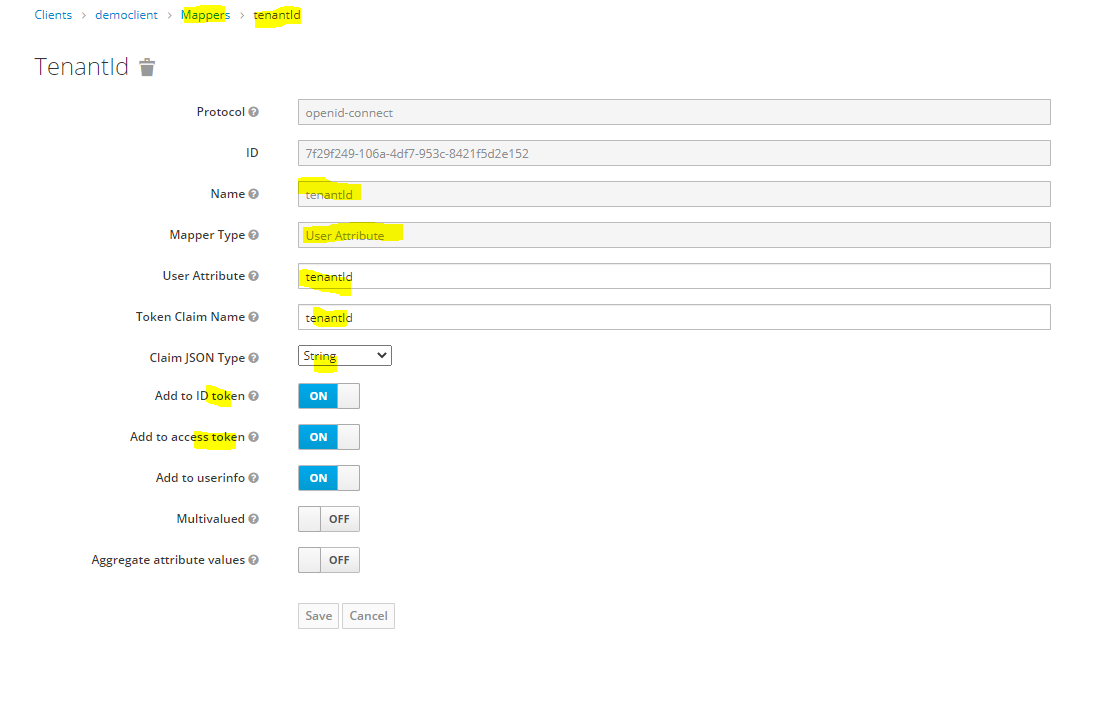 Clients > democlient > Mappers > tenantId
TenantId
Protocol
openid-connect
ID
7f29f249-106a-4df7-953c-8421f5d2e152
Name
tenantId
Mapper Type
User Attribute
User Attribute
tenantId
Token Claim Name
tenantId
Claim JSON Type
String
Add to ID token
ON
Add to access token
ON
Add to userinfo
ON
Multivalued
OFF
Aggregate attribute values
OFF
Save Cancel